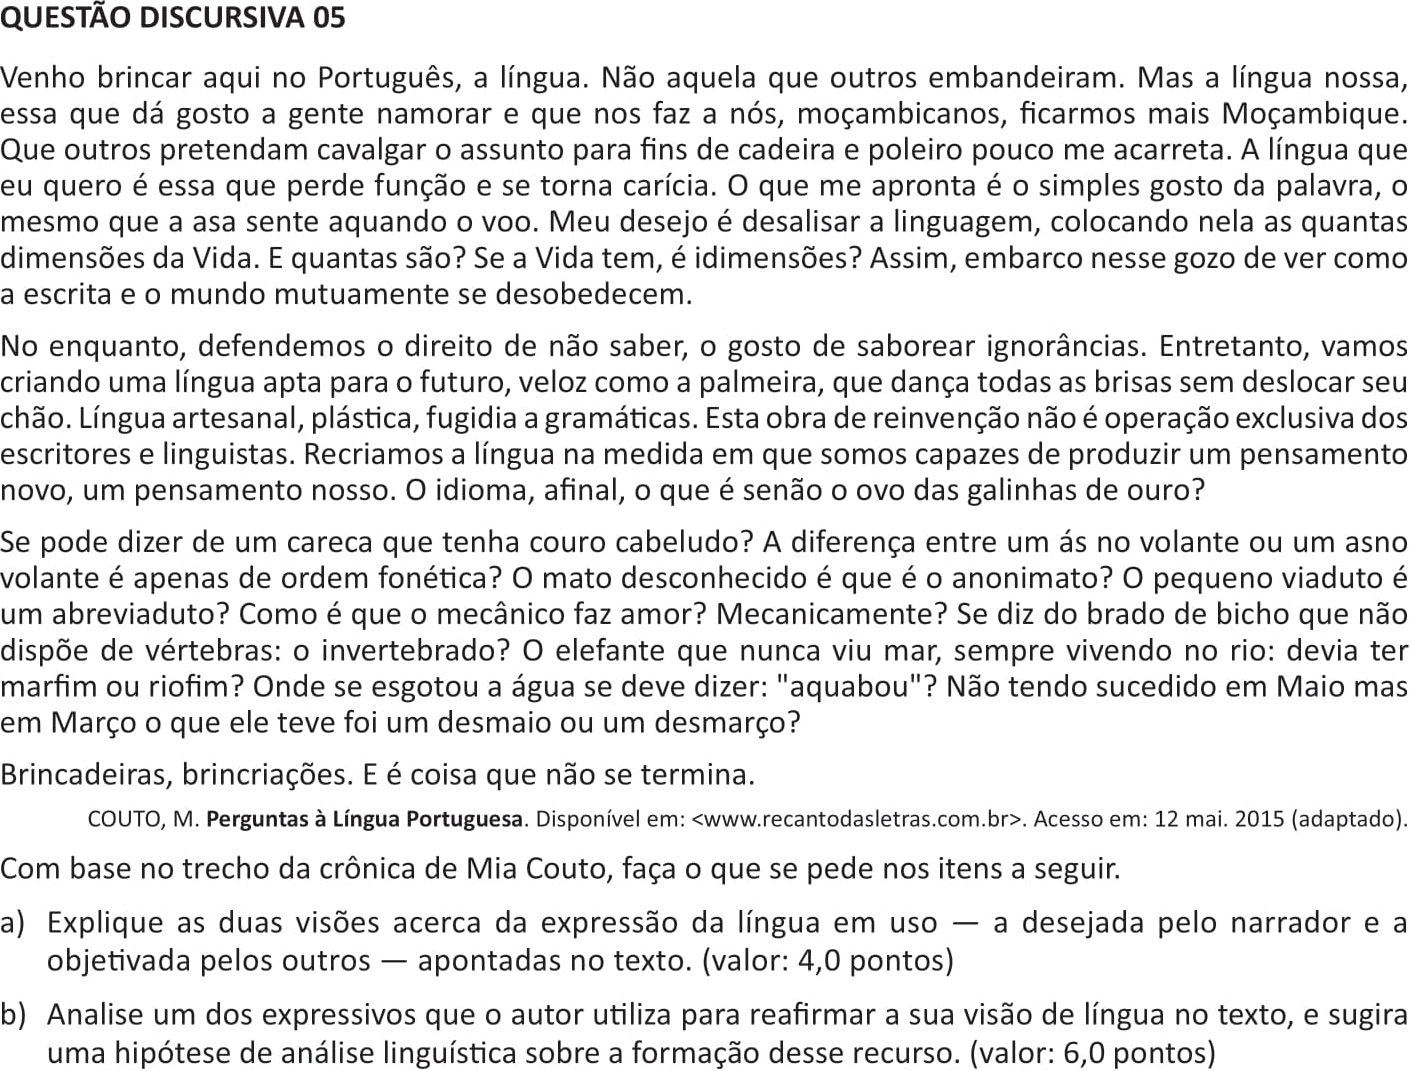 QUESTÃO DISCURSIVA 05
Venho brincar aqui no Português, a língua. Não aquela que outros embandeiram. Mas a língua nossa,
essa que dá gosto a gente namorar e que nos faz a nós, moçambicanos, ficarmos mais Moçambique.
Que outros pretendam cavalgar o assunto para fins de cadeira e poleiro pouco me acarreta. A língua que
eu quero é essa que perde função e se torna carícia. O que me apronta é o simples gosto da palavra, o
mesmo que a asa sente aquando o voo. Meu desejo é desalisar a linguagem, colocando nela as quantas
dimensões da Vida. E quantas são? Se a Vida tem, é idimensões? Assim, embarco nesse gozo de ver como
a escrita e o mundo mutuamente se desobedecem.
No enquanto, defendemos o direito de não saber, o gosto de saborear ignorâncias. Entretanto, vamos
criando uma língua apta para o futuro, veloz como a palmeira, que dança todas as brisas sem deslocar seu
chão. Língua artesanal, plástica, fugidia a gramáticas. Esta obra de reinvenção não é operação exclusiva dos
escritores e linguistas. Recriamos a língua na medida em que somos capazes de produzir um pensamento
novo, um pensamento nosso. O idioma, afinal, o que é senão o ovo das galinhas de ouro?
Se pode dizer de um careca que tenha couro cabeludo? A diferença entre um ás no volante ou um asno
volante é apenas de ordem fonética? O mato desconhecido é que é o anonimato? O pequeno viaduto é
um abreviaduto? Como é que o mecânico faz amor? Mecanicamente? Se diz do brado de bicho que não
dispõe de vértebras: o invertebrado? O elefante que nunca viu mar, sempre vivendo no rio: devia ter
marfim ou riofim? Onde se esgotou a água se deve dizer: "aquabou"? Não tendo sucedido em Maio mas
em Março o que ele teve foi um desmaio ou um desmarço?
Brincadeiras, brincriações. E é coisa que não se termina.
COUTO, M. Perguntas à Língua Portuguesa. Disponível em: <www.recantodasletras.com.br>. Acesso em: 12 mai. 2015 (adaptado).
Com base no trecho da crônica de Mia Couto, faça o que se pede nos itens a seguir.
a) Explique as duas visões acerca da expressão da língua em uso — a desejada pelo narrador e a
objetivada pelos outros — apontadas no texto. (valor: 4,0 pontos)
b) Analise um dos expressivos que o autor utiliza para reafirmar a sua visão de língua no texto, e sugira
uma hipótese de análise linguística sobre a formação desse recurso. (valor: 6,0 pontos)